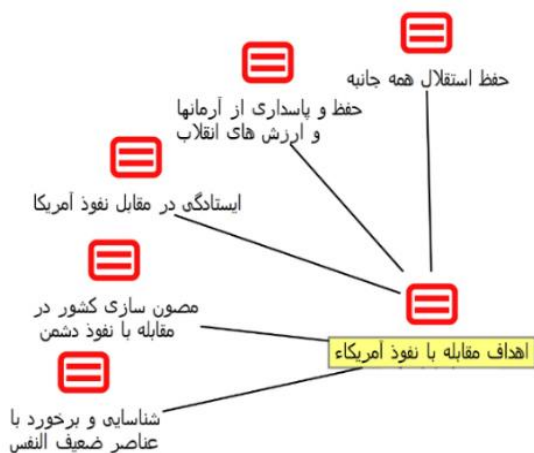 حفظ استقلال همه جانبه
حفظ و پاسداری از آرمانها
و ارزش های انقلاب
ایستادگی در مقابل نفوذ آمریکا
مصون سازی کشور در
مقابله با نفوذ دشمن
اهداف مقابله با نفوذ آمریکاء
شناسایی و برخورد با
عناصر ضعیف النفس